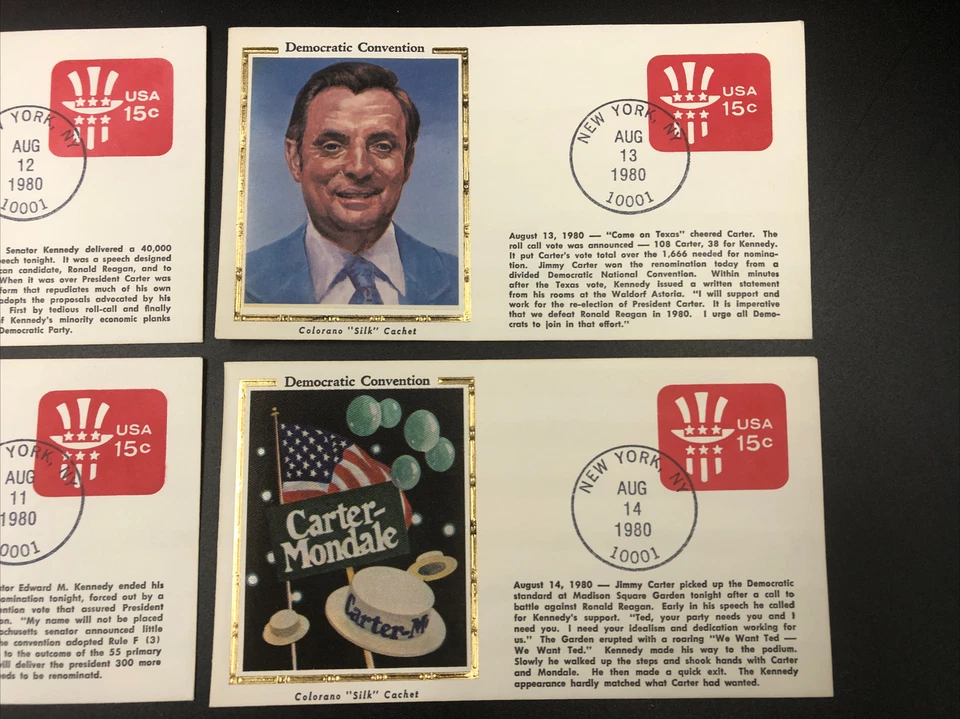 USA
15c
YORK, NY
AUG
12
1980
10001
Senator Kennedy delivered a 40,000
eech tonight. It was a speech designed
can candidate, Ronald Reagan, and to
When it was over President Carter was
form that repudiates much of his own
adopts the proposals advocated by his
First by tedious roll-call and finally
f Kennedy's minority economic planks
Democratic Party.
Democratic Convention
Colorano "Silk" Cachet
USA
15c
NEW YORK, NY
AUG
13
1980
10001
August 13, 1980 — "Come on Texas" cheered Carter. The
roll call vote was announced — 108 Carter, 38 for Kennedy.
It put Carter's vote total over the 1,666 needed for nomina-
tion. Jimmy Carter won the renomination today from a
divided Democratic National Convention. Within minutes
after the Texas vote, Kennedy issued a written statement
from his rooms at the Waldorf Astoria. "I will support and
work for the re-election of President Carter. It is imperative
that we defeat Ronald Reagan in 1980. I urge all Demo-
crats to join in that effort."
USA
15c
YORK, NY
AUG
11
1980
0001
tor Edward M. Kennedy ended his
omination tonight, forced out by a
ention vote that assured President
on. "My name will not be placed
achusetts senator announced little
he convention adopted Rule F (3)
to the outcome of the 55 primary
vill deliver the president 300 more
eds to be renominatd.
Democratic Convention
Carter-
Mondale
Carter-M
Colorano "Silk" Cachet
USA
15c
NEW YORK, NY
AUG
14
1980
10001
August 14, 1980 — Jimmy Carter picked up the Democratic
standard at Madison Square Garden tonight after a call to
battle against Ronald Reagan. Early in his speech he called
for Kennedy's support. "Ted, your party needs you and I
need you. I need your idealism and dedication working for
us." The Garden erupted with a roaring "We Want Ted —
We Want Ted." Kennedy made his way to the podium.
Slowly he walked up the steps and shook hands with Carter
and Mondale. He then made a quick exit. The Kennedy
appearance hardly matched what Carter had wanted.